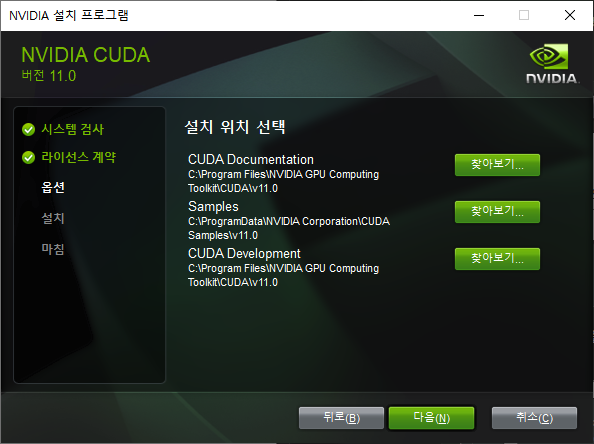 NVIDIA 설치 프로그램
NVIDIA CUDA
버전 11.0
NVIDIA.
시스템 검사
라이선스 계약
옵션
설치
마침
설치 위치 선택
CUDA Documentation
찾아보기...
C:\Program Files\NVIDIA GPU Computing
Toolkit\CUDA\v11.0
Samples
찾아보기...
C:\ProgramData\NVIDIA Corporation\CUDA
Samples\v11.0
CUDA Development
찾아보기...
C:\Program Files\NVIDIA GPU Computing
Toolkit\CUDA\v11.0
뒤로(B)
다음(N)
취소(C)